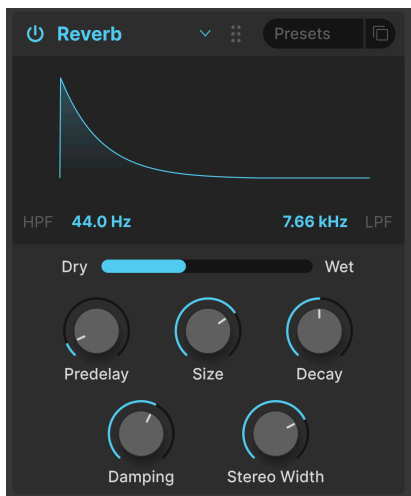 Reverb
Presets
HPF 44.0 Hz 7.66 kHz LPF
Dry Wet
Predelay Size Decay
Damping Stereo Width